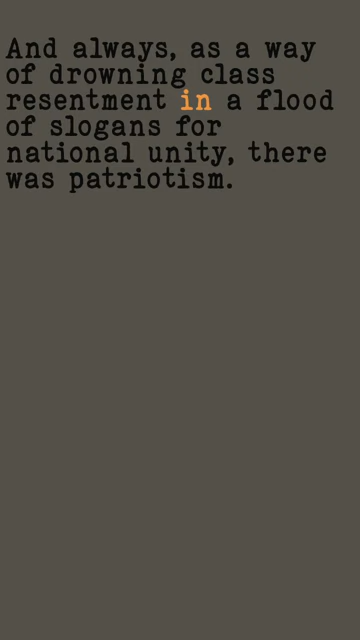 And always, as a way
of drowning class
resentment in a flood
of slogans for
national unity, there
was patriotism.